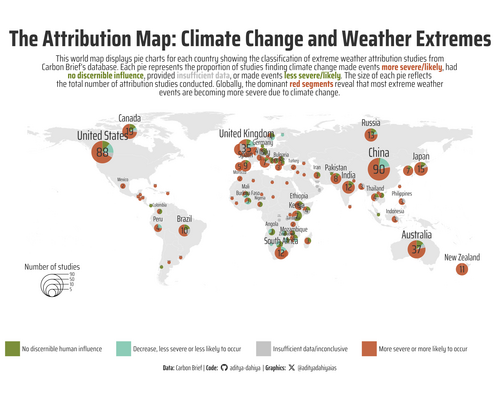 The Attribution Map: Climate Change and Weather Extremes
This world map displays pie charts for each country showing the classification of extreme weather attribution studies from
Carbon Brief's database. Each pie represents the proportion of studies finding climate change made events more severe/likely, had
no discernible influence, provided insufficient data, or made events less severe/likely. The size of each pie reflects
the total number of attribution studies conducted. Globally, the dominant red segments reveal that most extreme weather
events are becoming more severe due to climate change.
Canada
19
Russia
13
United States
88
United Kingdom
35
Germany
Bulgaria
Turkey
China
90
Japan
15
7
9
Iran
Pakistan
India
12
Mexico
Mali
Burkina Faso
Nigeria
Ethiopia
Thailand
Philippines
Colombia
Peru
Brazil
10
Indonesia
Angola
Mozambique
South Africa
12
Australia
37
New Zealand
11
Number of studies
90
5
No discernible human influence
Decrease, less severe or less likely to occur
Insufficient data/inconclusive
More severe or more likely to occur
Data: Carbon Brief | Code: aditya-dahiya | Graphics: @adityadahiyaias